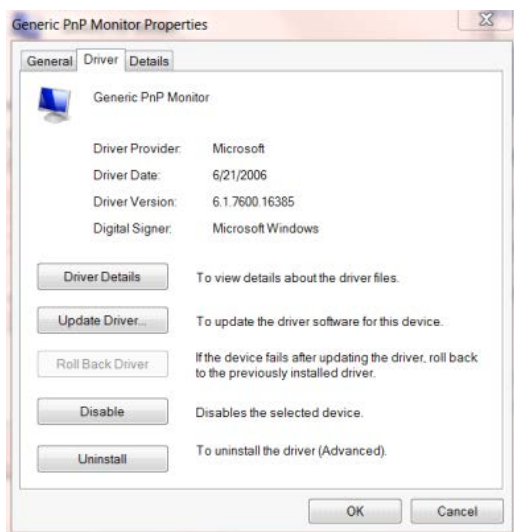 Generic PnP Monitor Properties
General Driver Details
Generic PnP Monitor
Driver Provider: Microsoft
Driver Date: 6/21/2006
Driver Version: 6.1.7600.16385
Digital Signer: Microsoft Windows
Driver Details To view details about the driver files.
Update Driver... To update the driver software for this device.
Roll Back Driver If the device fails after updating the driver, roll back
to the previously installed driver.
Disable Disables the selected device.
Uninstall To uninstall the driver (Advanced).
OK Cancel